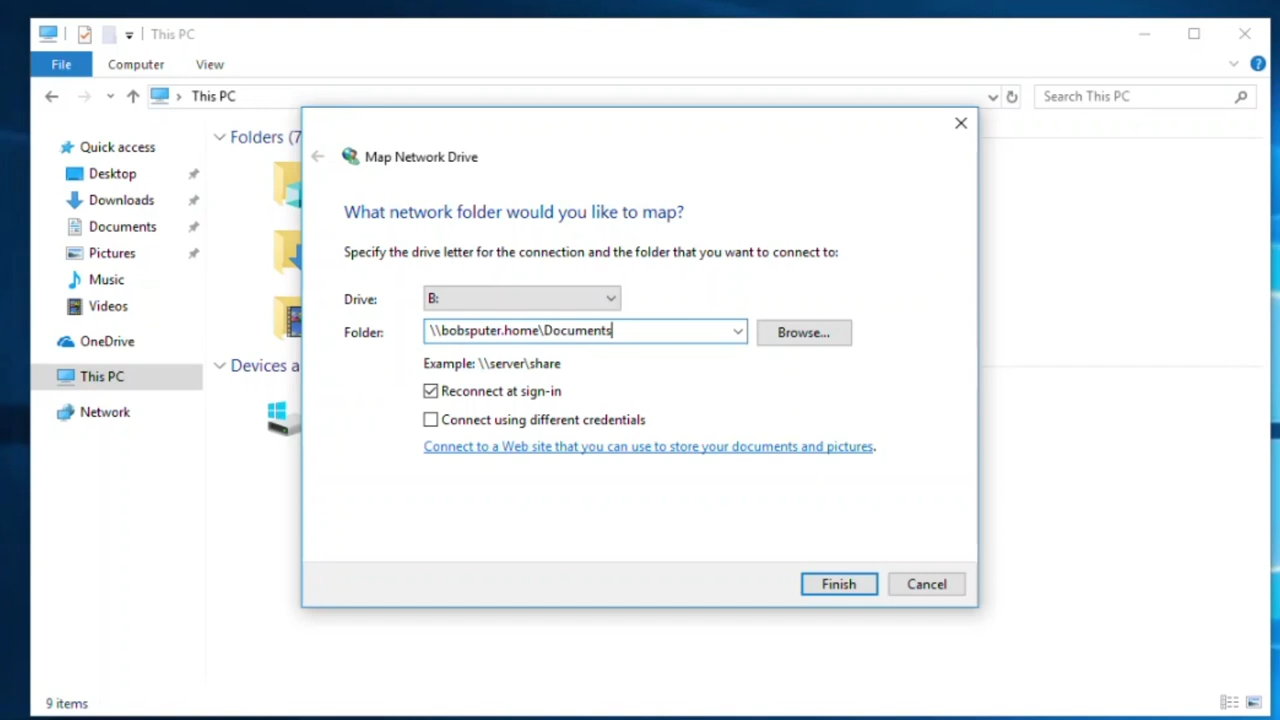 This PC
File Computer View
This PC
Search This PC
Quick access
Desktop
Downloads
Documents
Pictures
Music
Videos
OneDrive
This PC
Network
Folders (7
Devices a
Map Network Drive
What network folder would you like to map?
Specify the drive letter for the connection and the folder that you want to connect to:
Drive: B:
Folder: \\bobsputer.home\Documents Browse...
Example: \\server\share
Reconnect at sign-in
Connect using different credentials
Connect to a Web site that you can use to store your documents and pictures.
Finish Cancel
9 items